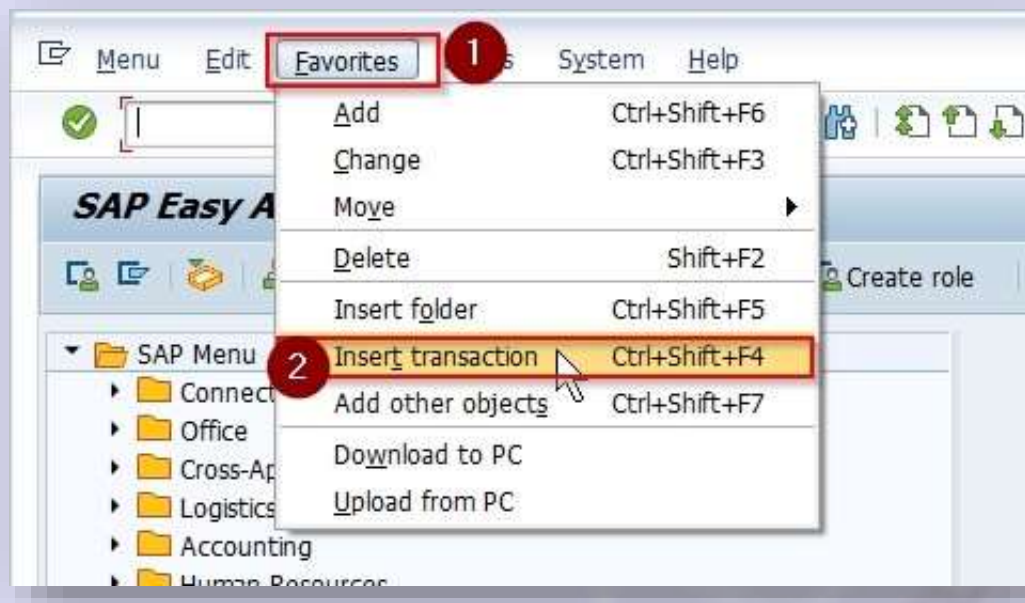 Menu Edit Favorites 1 s System Help
Add Ctrl+Shift+F6
Change Ctrl+Shift+F3
Move
SAP Easy A
Delete Shift+F2
Create role
Insert folder Ctrl+Shift+F5
SAP Menu
2 Insert transaction Ctrl+Shift+F4
Connect
Add other objects Ctrl+Shift+F7
Office
Download to PC
Cross-Ap
Upload from PC
Logistics
Accounting
Human Resources